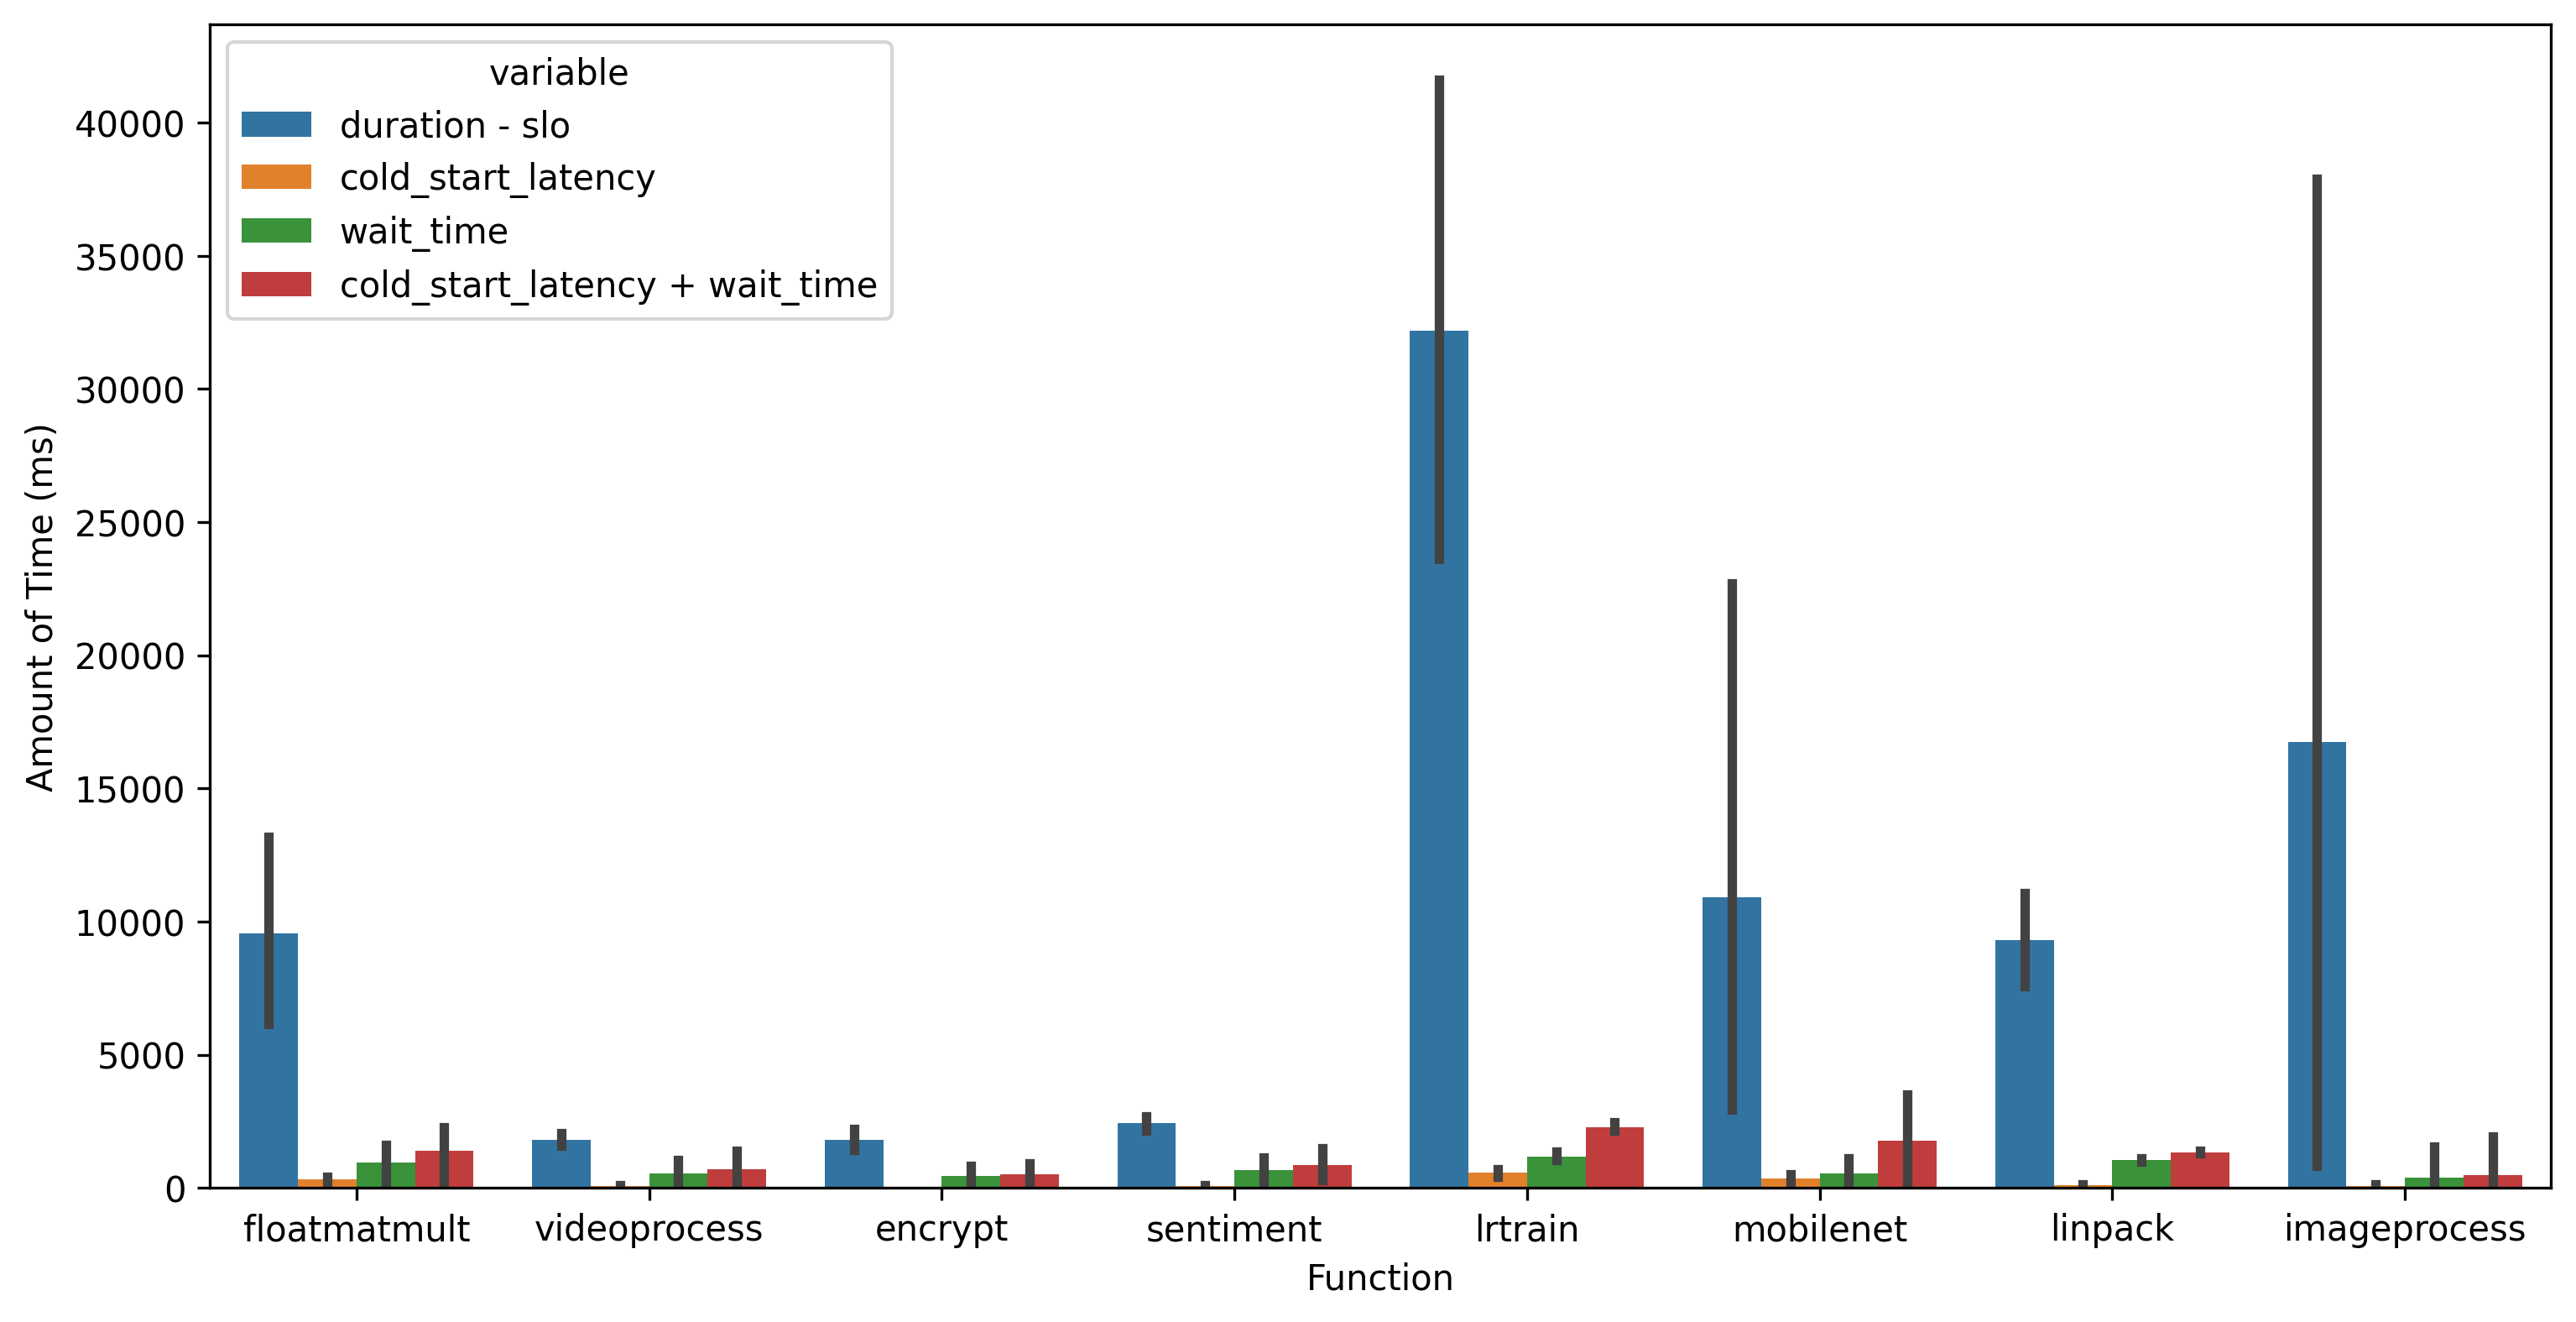 variable
duration - slo
cold_start_latency
wait_time
cold_start_latency + wait_time
Amount of Time (ms)
40000
35000
30000
25000
20000
15000
10000
5000
0
floatmatmult videoprocess encrypt sentiment lrtrain mobilenet linpack imageprocess
Function